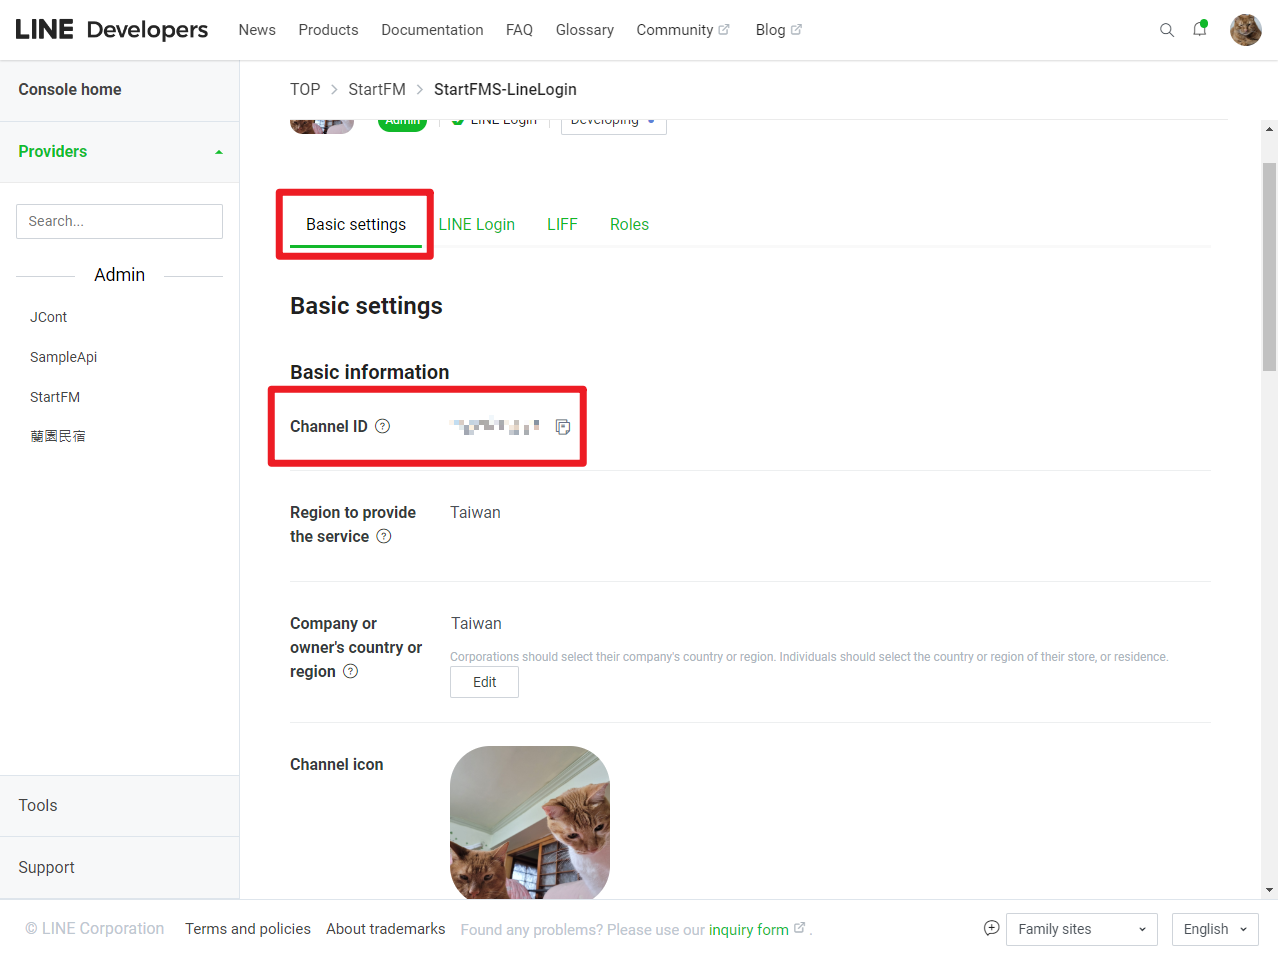 LINE Developers
News Products Documentation FAQ Glossary Community Blog
Console home
Providers
Search...
Admin
JCont
SampleApi
StartFM
蘭園民宿
Tools
Support
TOP StartFM StartFMS-LineLogin
Admin LINE Login Developing
Basic settings LINE Login LIFF Roles
Basic settings
Basic information
Channel ID ?
Region to provide Taiwan
the service ?
Company or Taiwan
owner's country or
region ?
Corporations should select their company's country or region. Individuals should select the country or region of their store, or residence.
Edit
Channel icon
© LINE Corporation Terms and policies About trademarks Found any problems? Please use our inquiry form . Family sites English